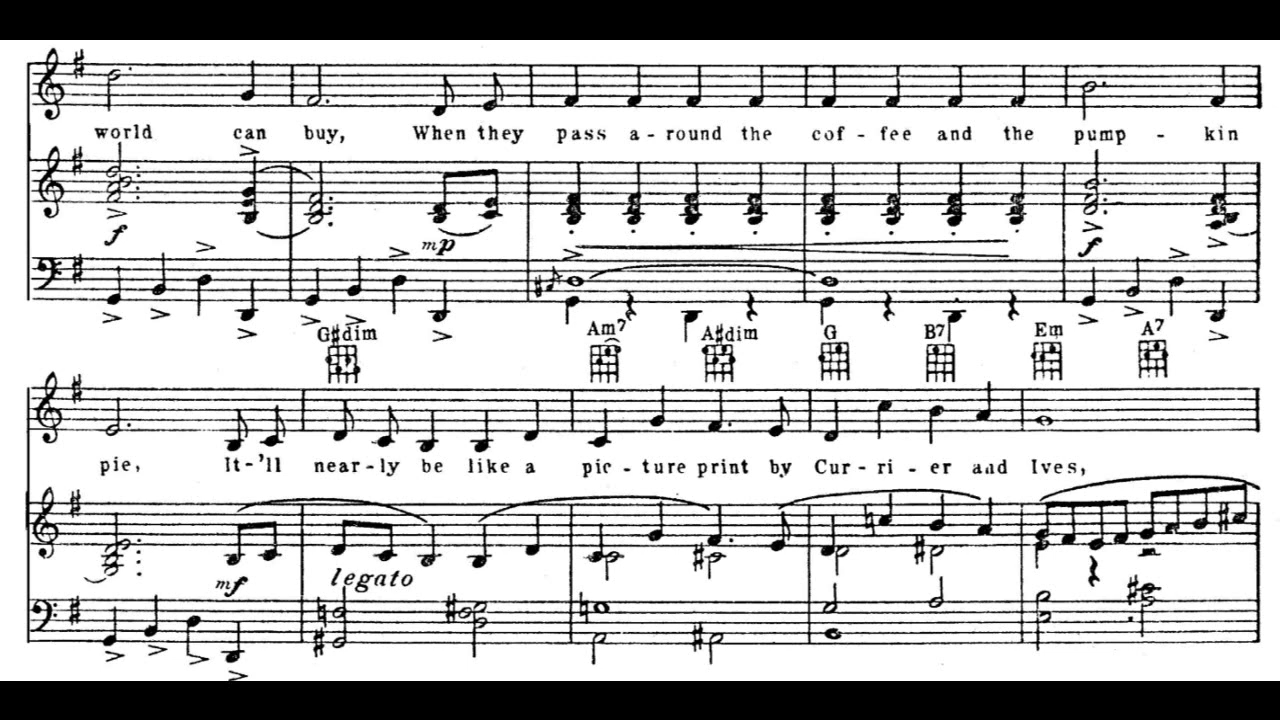 world can buy, When they pass a-round the cof-fee and the pump-kin
f mp f
G#dim Am7 A#dim G B7 Em A7
pie, It-'ll near-ly be like a pic-ture print by Cur-ri-er and Ives,
mf legato